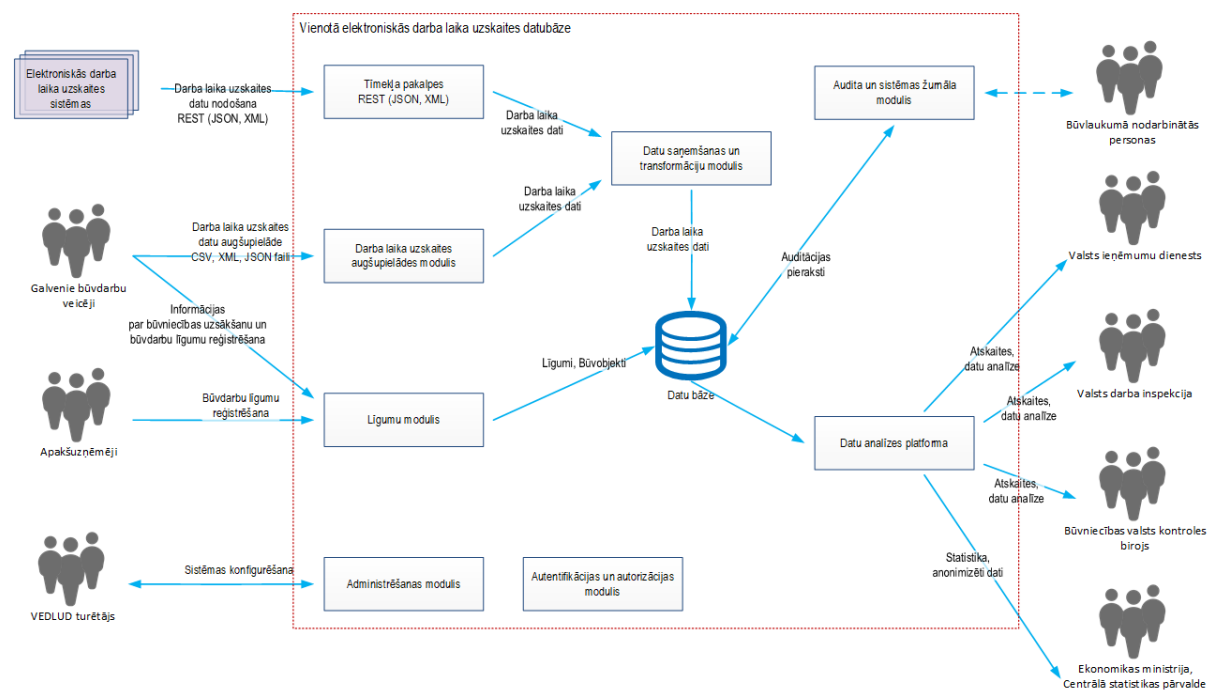 Vienotā elektroniskās darba laika uzskaites datubāze
Elektroniskās darba
laika uzskaites
sistēmas
Darba laika uzskaites
datu nodošana
REST (JSON, XML)
Tīmekļa pakalpes
REST (JSON, XML)
Darba laika
uzskaites dati
Audita un sistēmas žurnāla
modulis
Būvlaukumā nodarbinātās
personas
Datu saņemšanas un
transformāciju modulis
Darba laika
uzskaites dati
Galvenie būvdarbu
veicēji
Darba laika uzskaites
datu augšupielāde
CSV, XML, JSON faili
Darba laika uzskaites
augšupielādes modulis
Darba laika
uzskaites dati
Auditācijas
pieraksti
Valsts ieņēmumu dienests
Informācijas
par būvniecības uzsākšanu un
būvdarbu līgumu reģistrēšana
Līgumi, Būvobjekti
Datu bāze
Atskaites,
datu analīze
Valsts darba inspekcija
Apakšuzņēmēji
Būvdarbu līgumu
reģistrēšana
Līgumu modulis
Datu analīzes platforma
Atskaites,
datu analīze
Atskaites,
datu analīze
Būvniecības valsts kontroles
birojs
VEDLUD turētājs
Sistēmas konfigurēšana
Administrēšanas modulis
Autentifikācijas un autorizācijas
modulis
Statistika,
anonimizēti dati
Ekonomikas ministrija,
Centrālā statistikas pārvalde